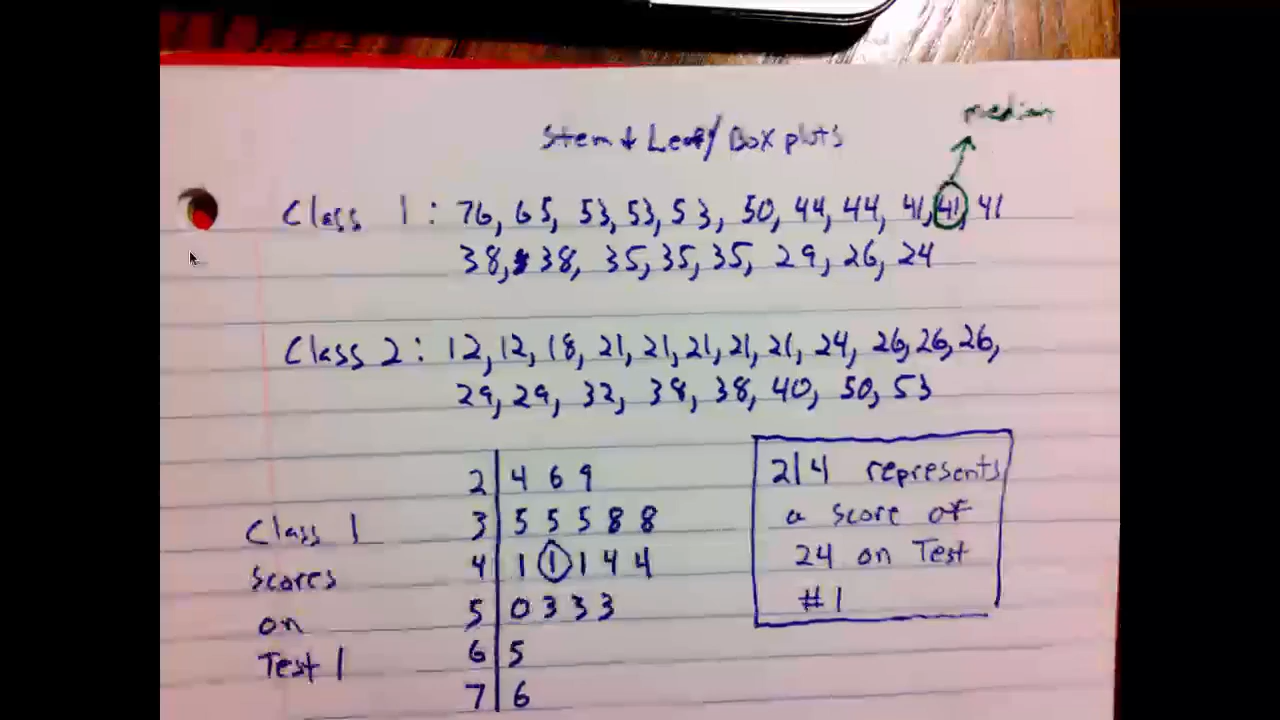 median
Stem & Leaf/ Box plots
Class 1: 76, 65, 53, 53, 53, 50, 44, 44, 41, 41, 41
38, 38, 35, 35, 35, 29, 26, 24
Class 2: 12, 12, 18, 21, 21, 21, 21, 21, 24, 26, 26, 26,
29, 29, 32, 38, 38, 40, 50, 53
Class 1
scores
on
Test 1
2 | 4 6 9
3 | 5 5 5 8 8
4 | 1 1 1 4 4
5 | 0 3 3 3
6 | 5
7 | 6
2|4 represents
a score of
24 on Test
#1